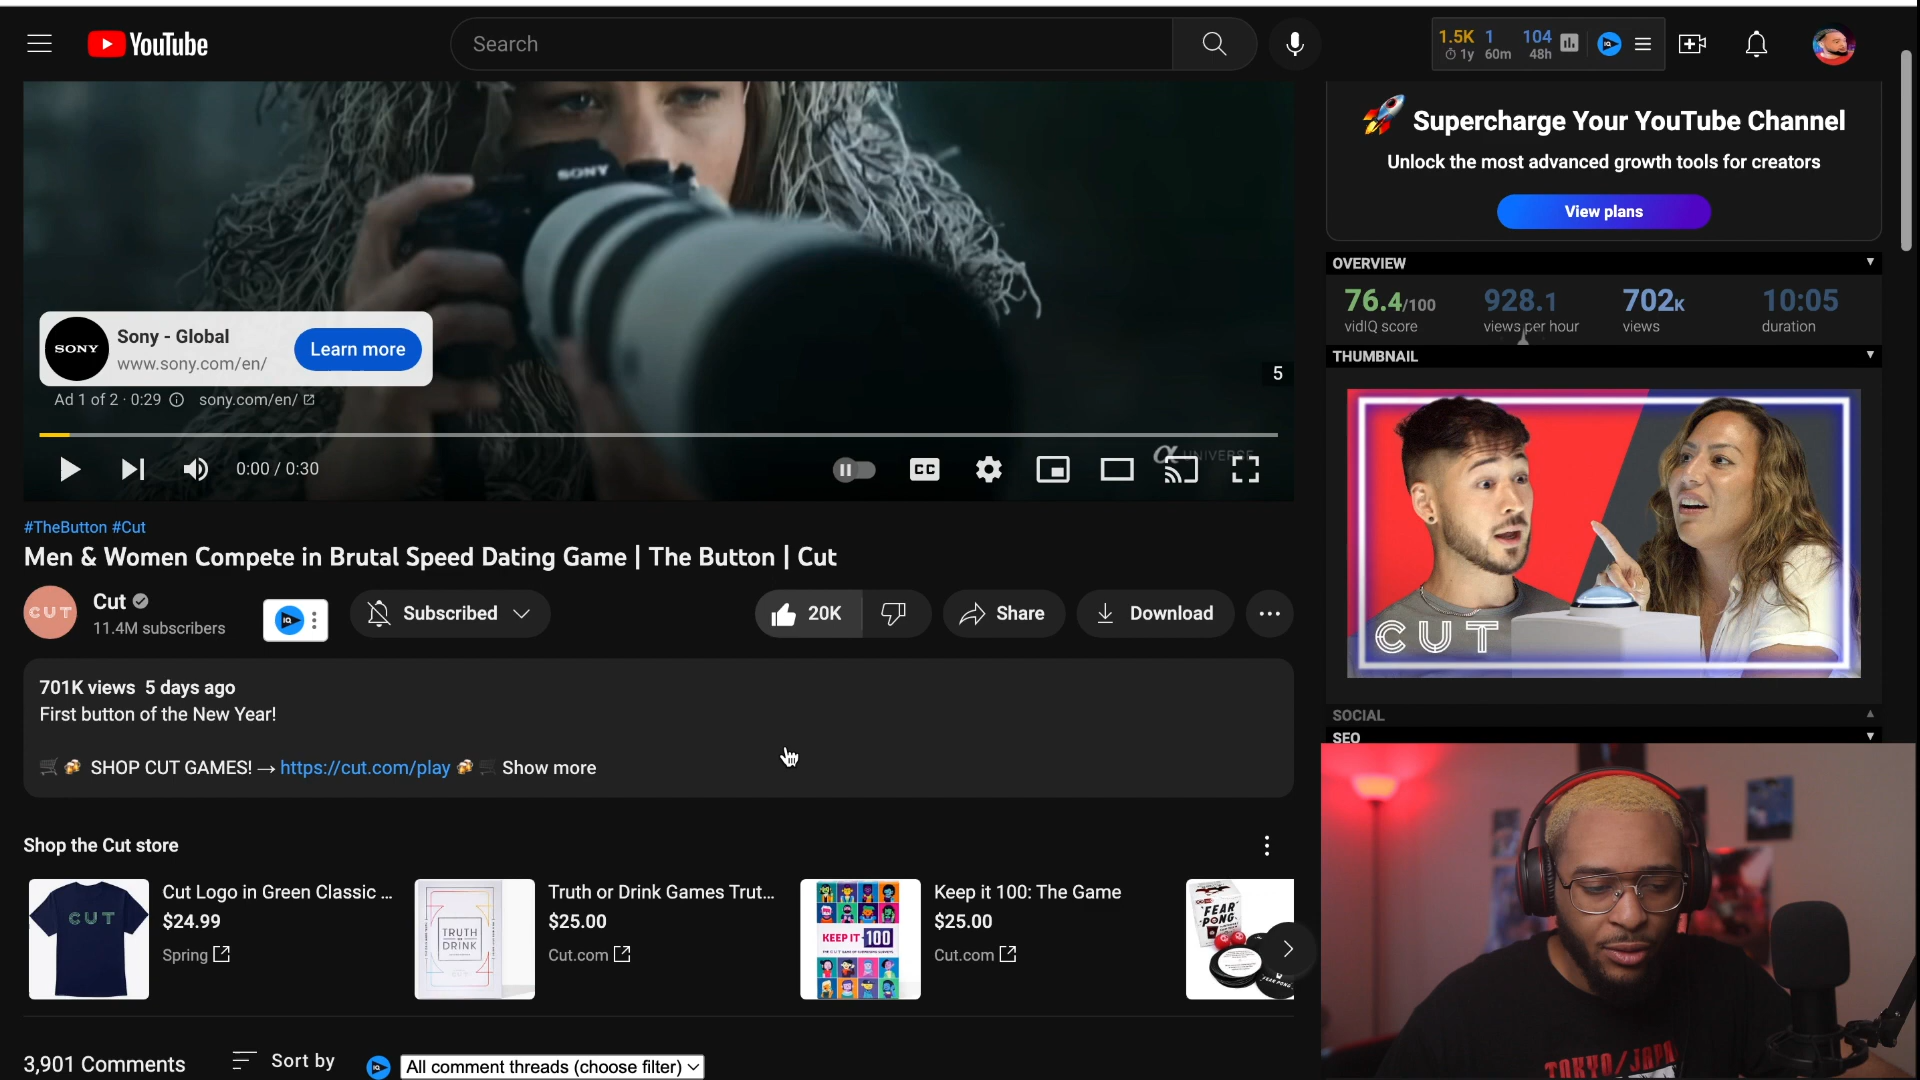 YouTube
Search
1.5K 1 104
1y 60m 48h
SONY
SONY
Sony - Global
www.sony.com/en/
Learn more
Ad 1 of 2 · 0:29 sony.com/en/
5
α UNIVERSE
0:00 / 0:30
CC
#TheButton #Cut
Men & Women Compete in Brutal Speed Dating Game | The Button | Cut
CUT
Cut
11.4M subscribers
Subscribed
20K
Share
Download
701K views 5 days ago
First button of the New Year!
SHOP CUT GAMES! → https://cut.com/play Show more
Shop the Cut store
CUT
Cut Logo in Green Classic ...
$24.99
Spring
TRUTH
DRINK
Truth or Drink Games Trut...
$25.00
Cut.com
KEEP IT 100
Keep it 100: The Game
$25.00
Cut.com
FEAR
PONG
FEAR PONG
3,901 Comments
Sort by
All comment threads (choose filter)
Supercharge Your YouTube Channel
Unlock the most advanced growth tools for creators
View plans
OVERVIEW
76.4/100
vidIQ score
928.1
views per hour
702K
views
10:05
duration
THUMBNAIL
CUT
SOCIAL
SEO
TOKYO/JAPA